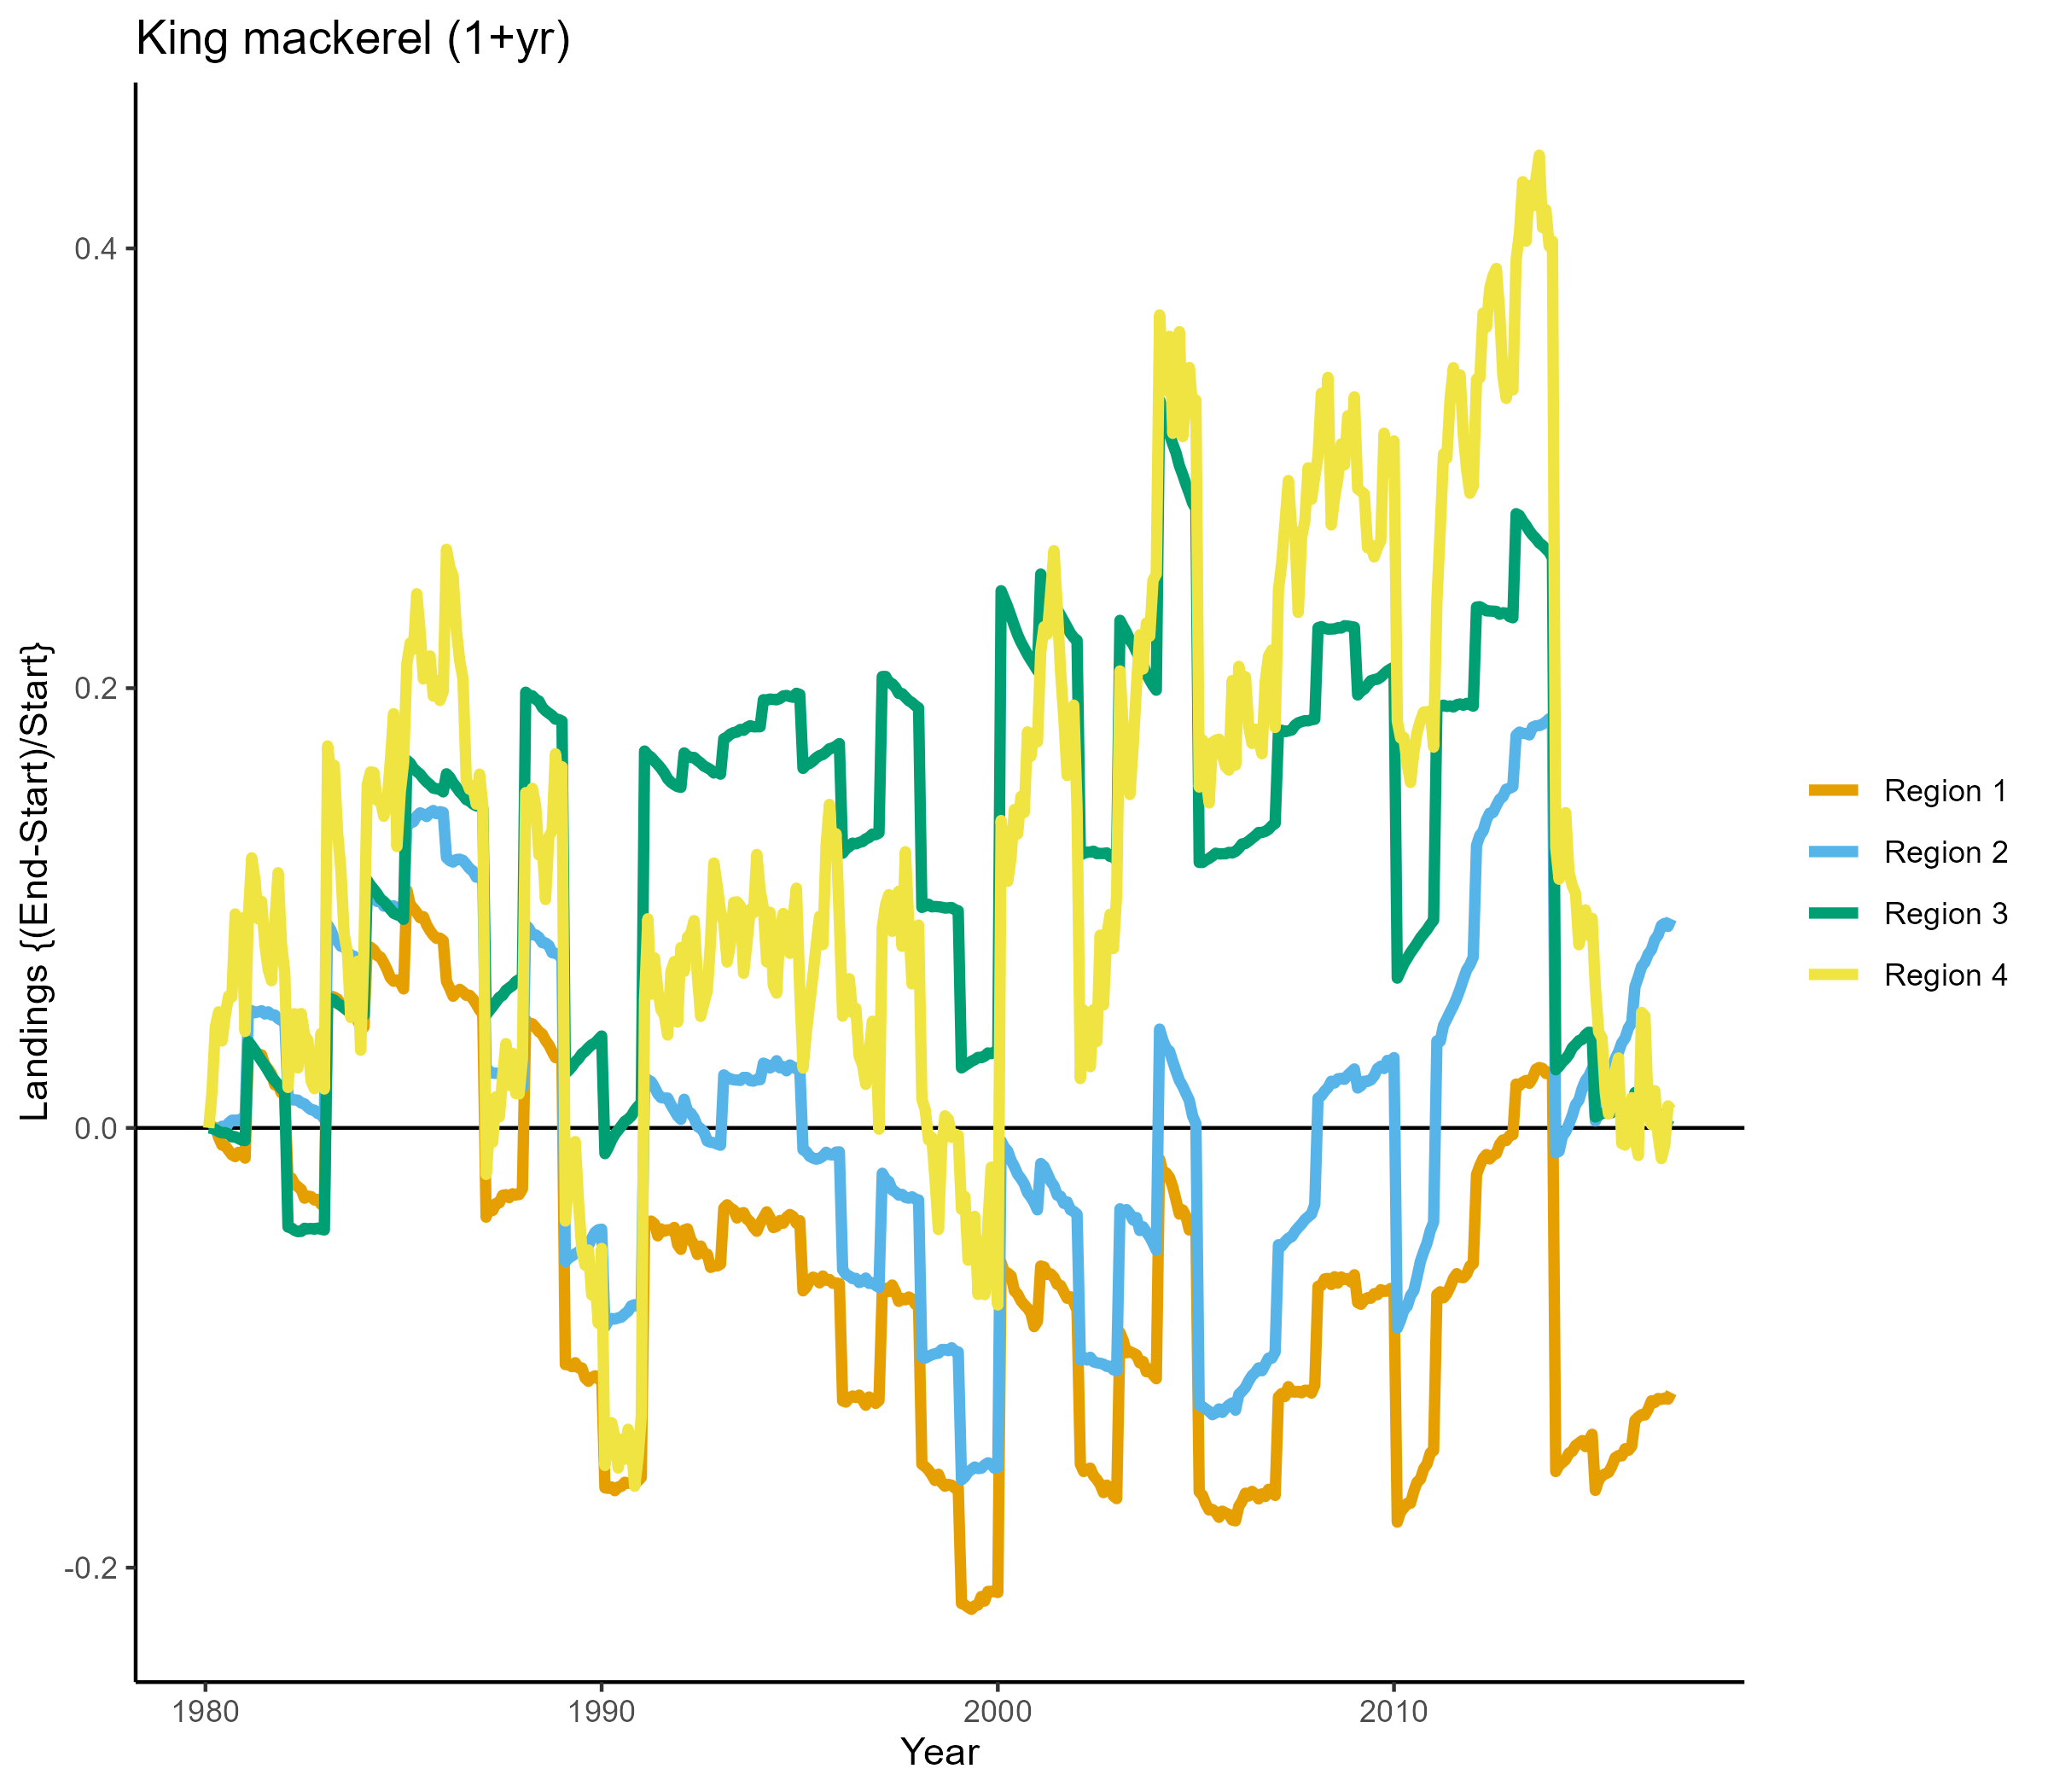 King mackerel (1+yr)
Landings {(End-Start)/Start}
0.4
0.2
0.0
-0.2
1980
1990
2000
2010
Year
Region 1
Region 2
Region 3
Region 4